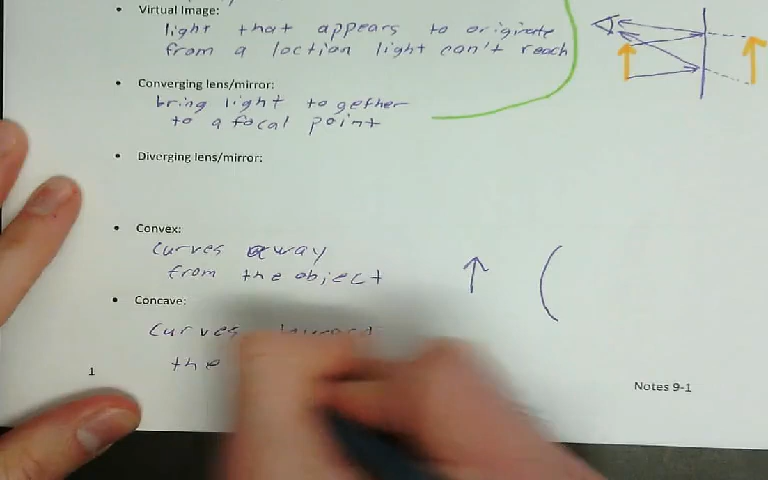 Virtual Image:
light that appears to originate
from a loction light can't reach
Converging lens/mirror:
bring light together
to a focal point
Diverging lens/mirror:
Convex:
curves away
from the object
Concave:
curves
the
1
Notes 9-1